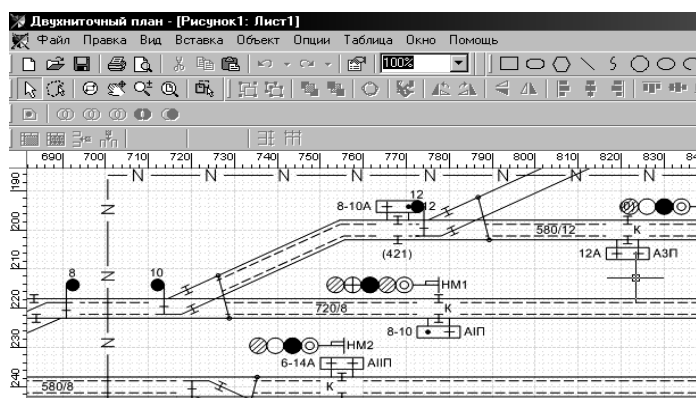 Двухниточный план - [Рисунок1: Лист1]
Файл Правка Вид Вставка Объект Опции Таблица Окно Помощь
100%
690 700 710 720 730 740 750 760 770 780 790 800 810 820 830
190
N N N N N N N
12
8-10А 12
N
200
580/12 К
(421) 12А АЗП
210
8 10 N
НМ1
220
720/8 К
8-10 АIП
230
N НМ2
6-14А АIIП
240
580/8 К